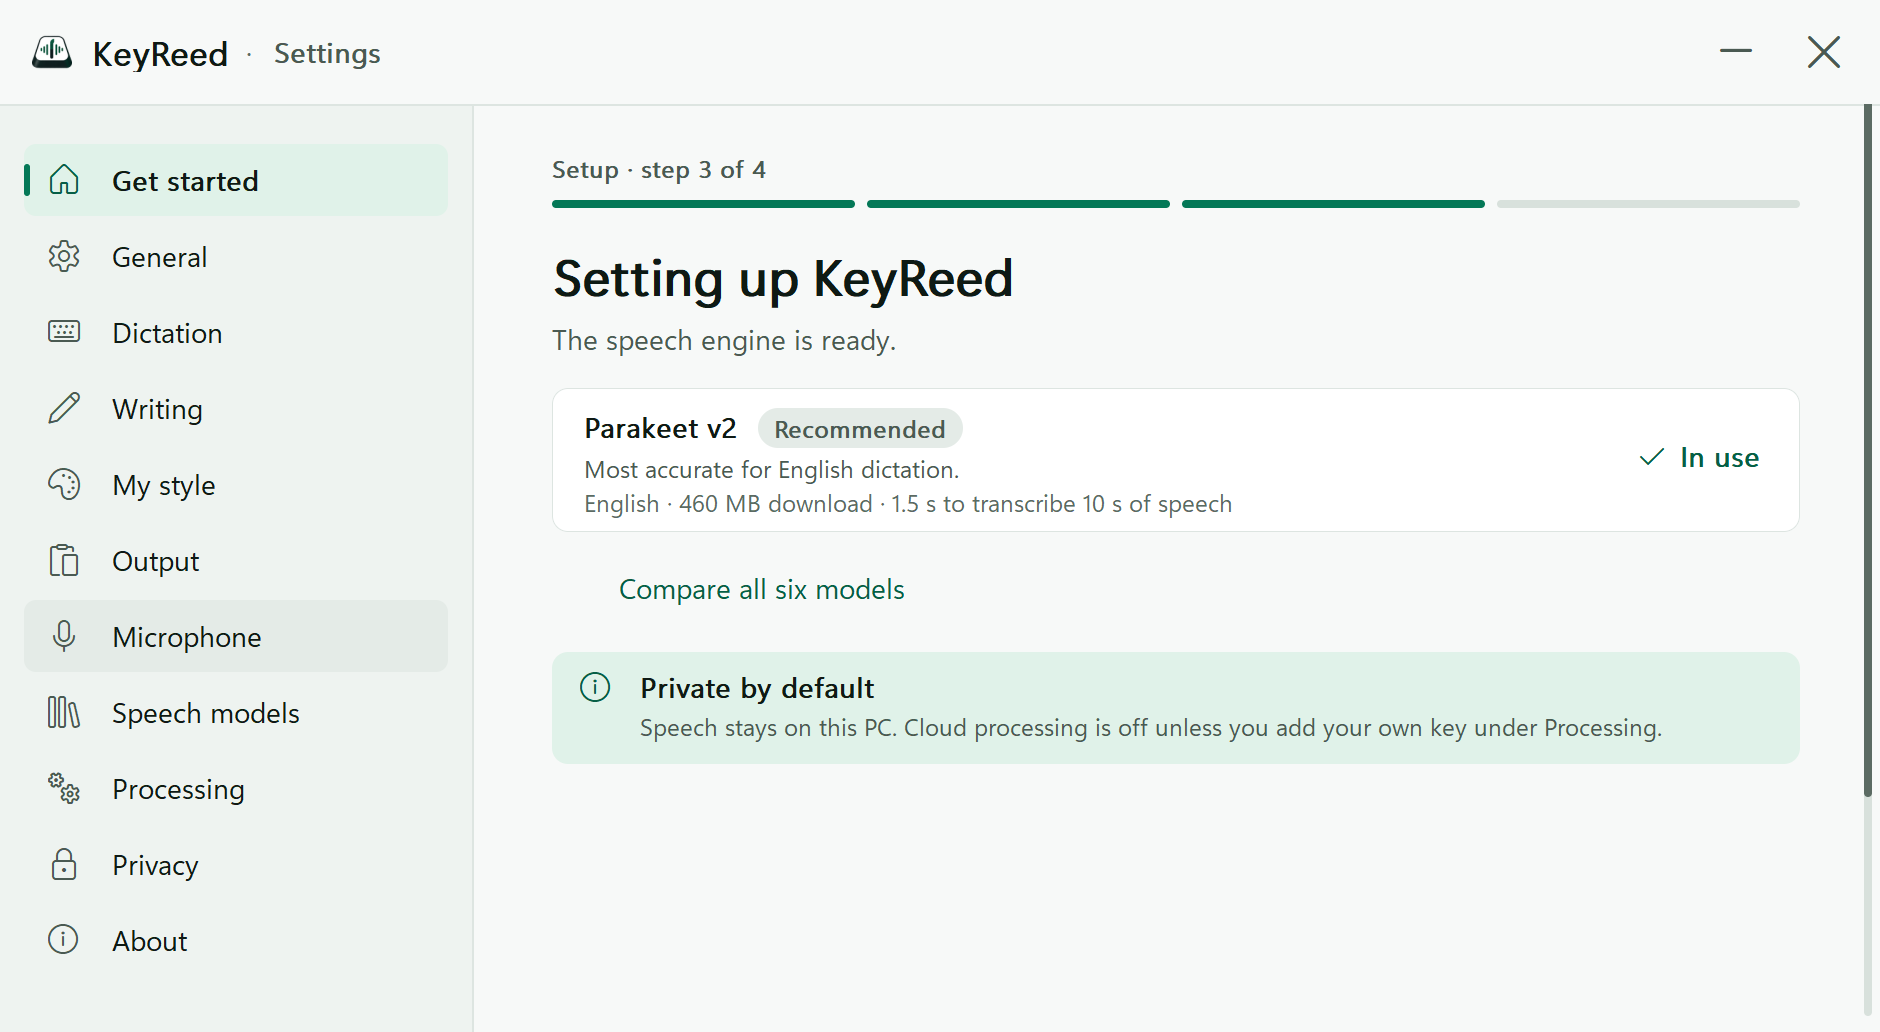 KeyReed · Settings
Get started
General
Dictation
Writing
My style
Output
Microphone
Speech models
Processing
Privacy
About
Setup · step 3 of 4
Setting up KeyReed
The speech engine is ready.
Parakeet v2 Recommended
Most accurate for English dictation.
English · 460 MB download · 1.5 s to transcribe 10 s of speech
In use
Compare all six models
Private by default
Speech stays on this PC. Cloud processing is off unless you add your own key under Processing.